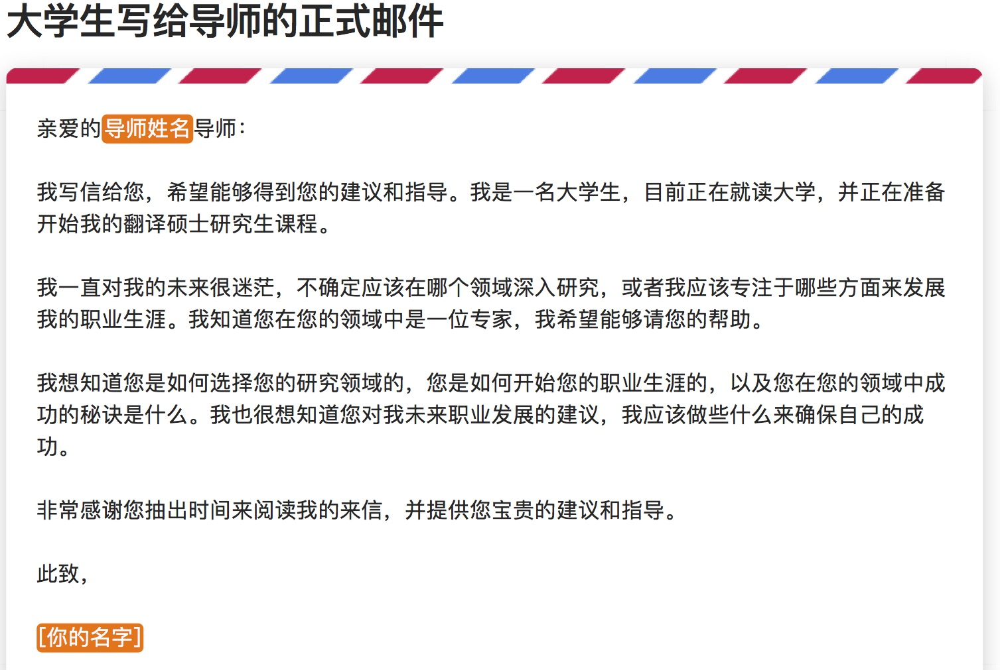 大学生写给导师的正式邮件
亲爱的导师姓名导师：
我写信给您，希望能够得到您的建议和指导。我是一名大学生，目前正在就读大学，并正在准备
开始我的翻译硕士研究生课程。
我一直对我的未来很迷茫，不确定应该在哪个领域深入研究，或者我应该专注于哪些方面来发展
我的职业生涯。我知道您在您的领域中是一位专家，我希望能够请您的帮助。
我想知道您是如何选择您的研究领域的，您是如何开始您的职业生涯的，以及您在您的领域中成
功的秘诀是什么。我也很想知道您对我未来职业发展的建议，我应该做些什么来确保自己的成
功。
非常感谢您抽出时间来阅读我的来信，并提供您宝贵的建议和指导。
此致，
[你的名字]